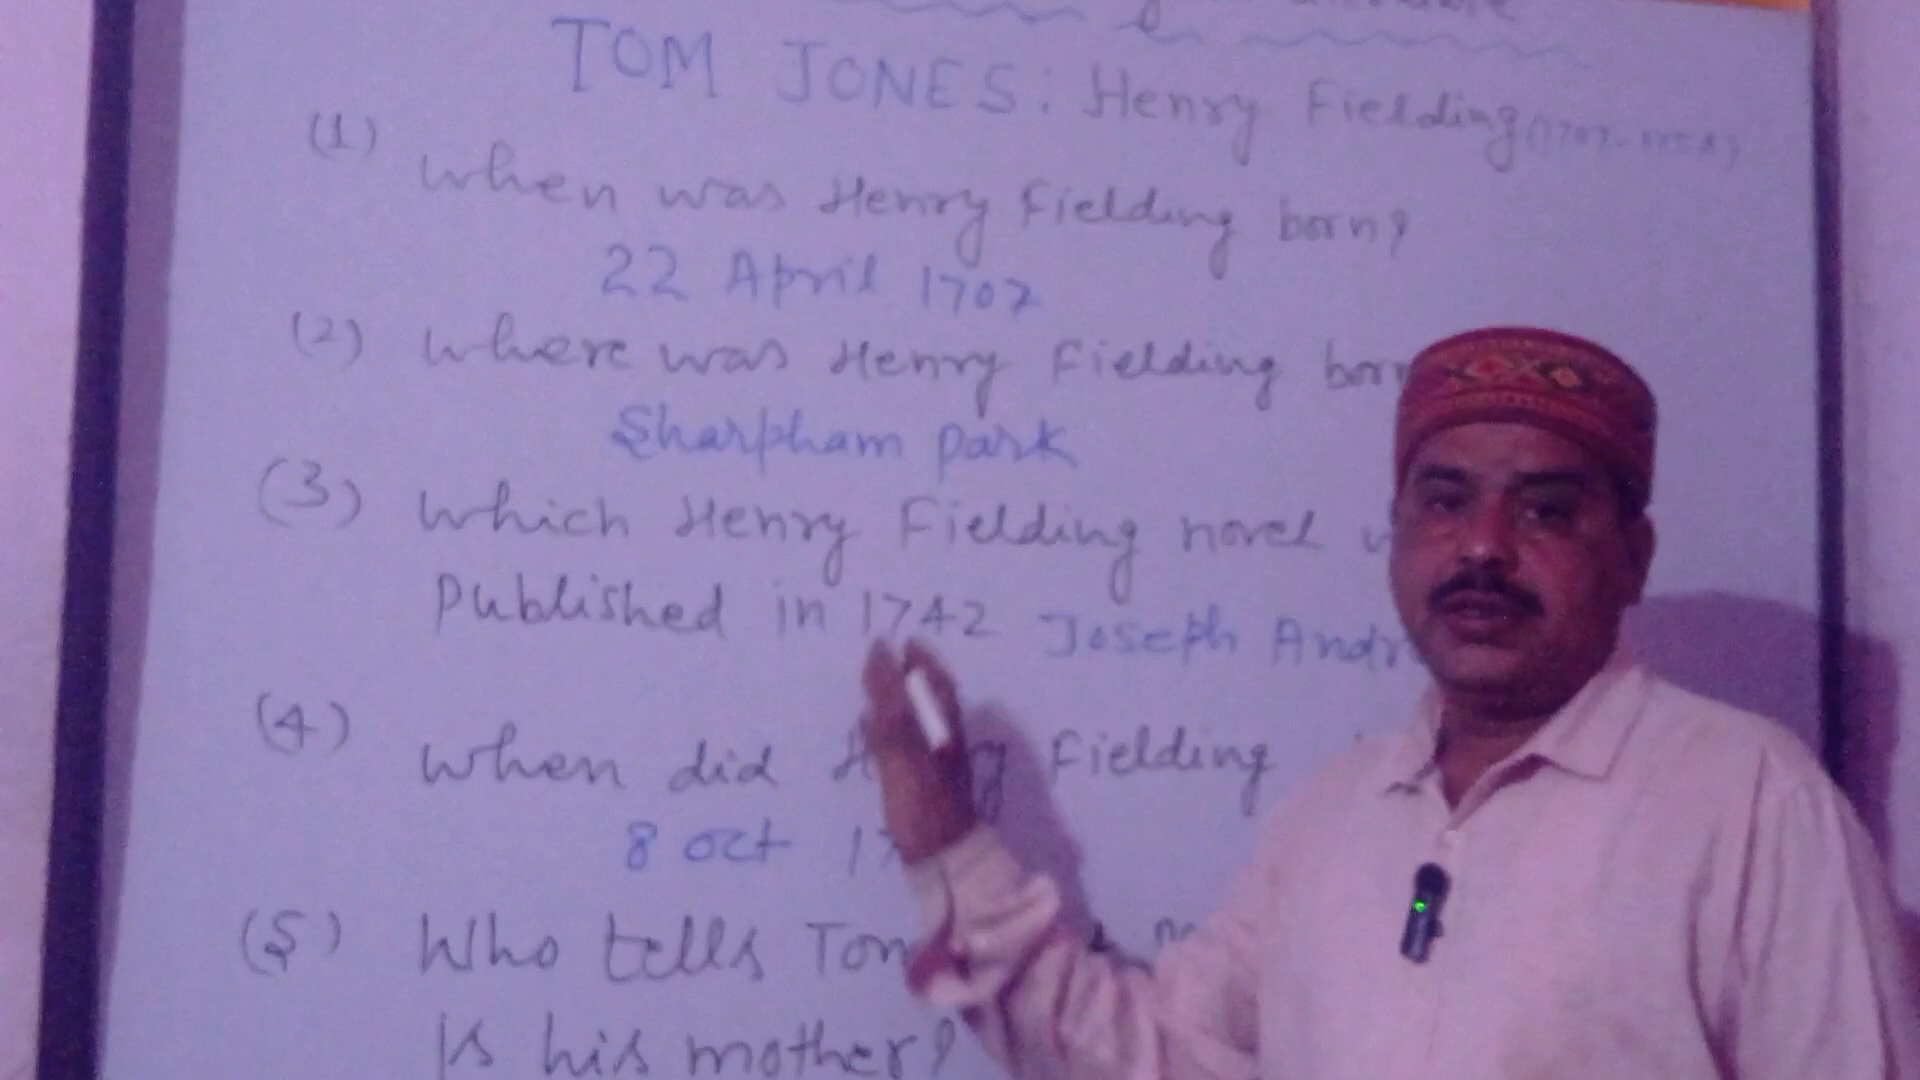 TOM JONES: Henry Fielding
(1) When was Henry Fielding born?
22 April 1707
(2) Where was Henry Fielding
Sharpham Park
(3) Which Henry Fielding novel
Published in 1742 Joseph
(4) When did Fielding
8 Oct
(5) Who tells
is his mother?